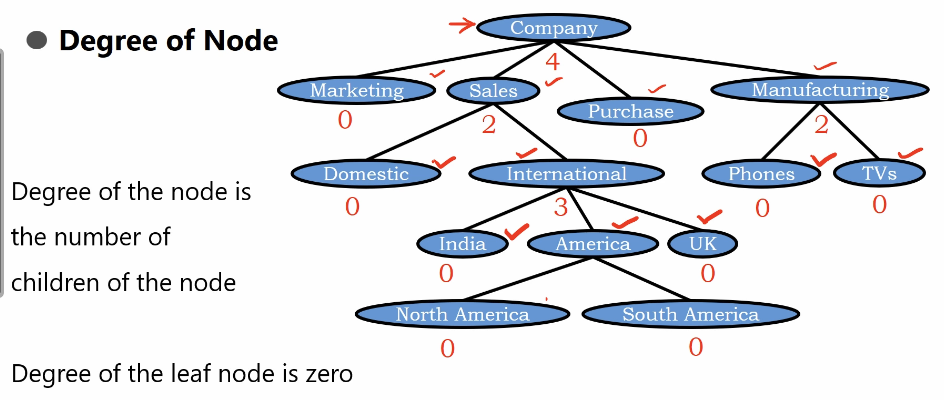 Degree of Node
Company
4
Marketing
Sales
Purchase
Manufacturing
0
2
0
2
Domestic
International
Phones
TVs
0
3
0
0
Degree of the node is
the number of
children of the node
India
America
UK
0
0
North America
South America
0
0
Degree of the leaf node is zero